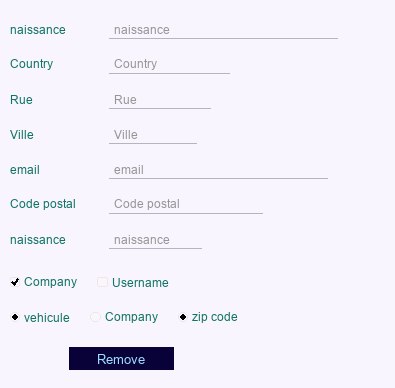 naissance naissance
Country Country
Rue Rue
Ville Ville
email email
Code postal Code postal
naissance naissance
Company Username
vehicule Company zip code
Remove